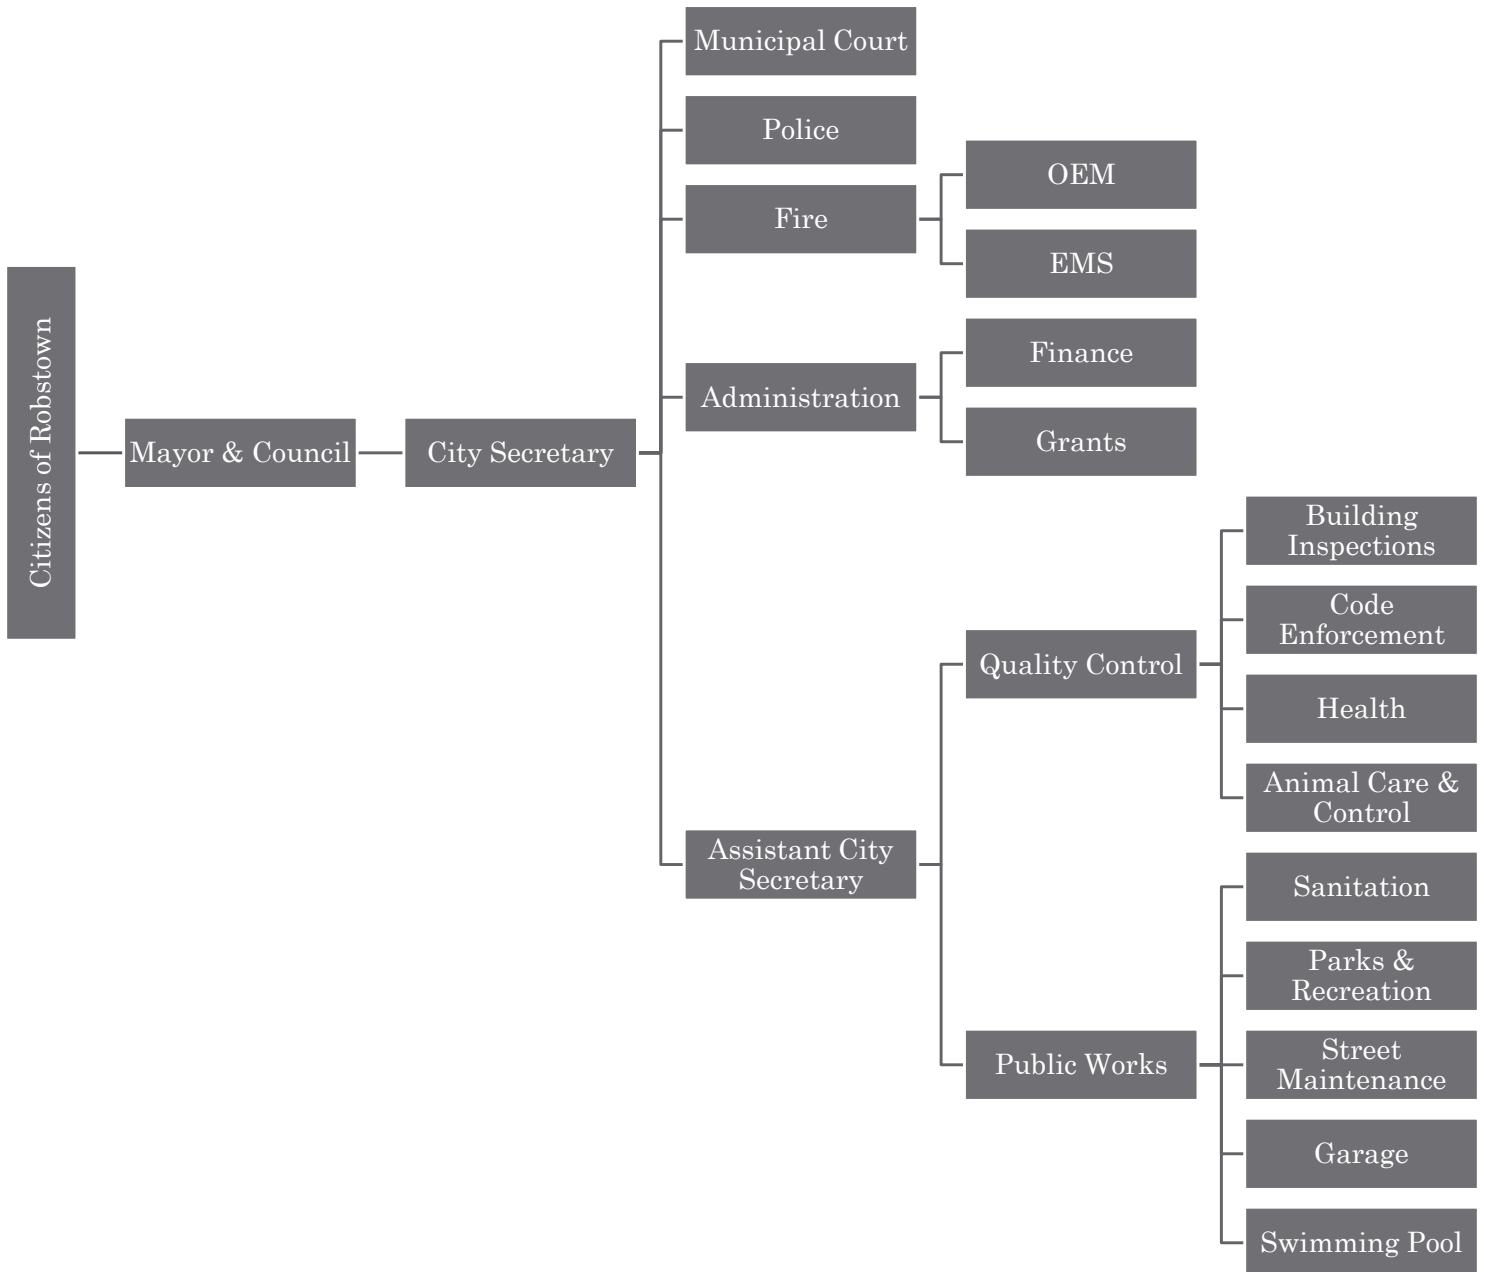 Citizens of Robstown
Mayor & Council
City Secretary
Municipal Court
Police
Fire
OEM
EMS
Administration
Finance
Grants
Assistant City
Secretary
Quality Control
Building
Inspections
Code
Enforcement
Health
Animal Care &
Control
Public Works
Sanitation
Parks &
Recreation
Street
Maintenance
Garage
Swimming Pool